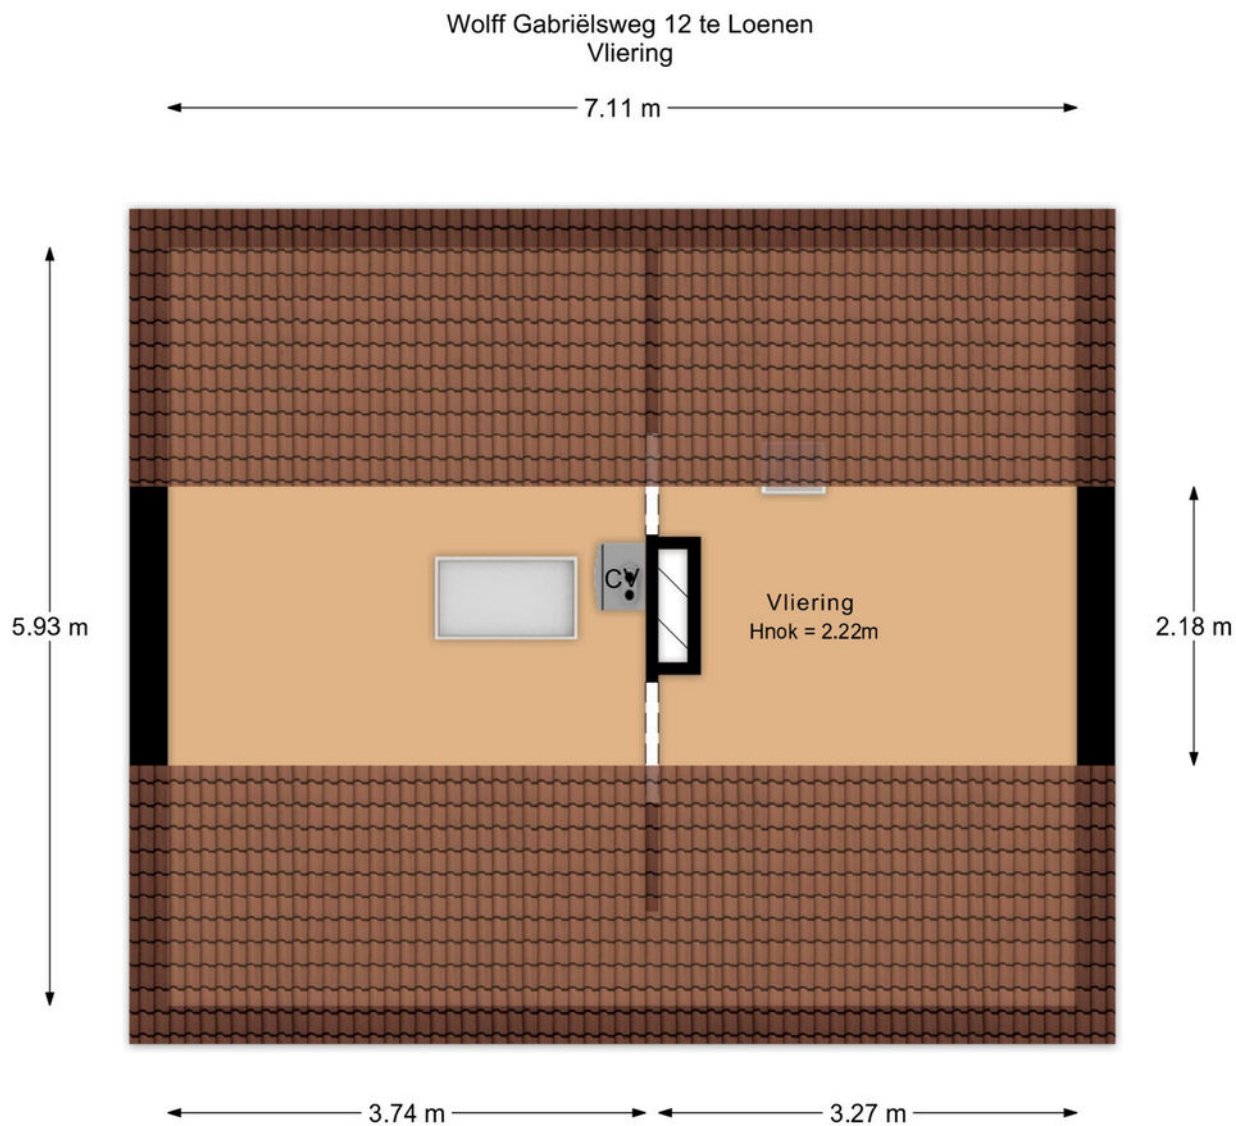 Wolff Gabriëlsweg 12 te Loenen
Vliering
7.11 m
5.93 m
CV
Vliering
Hnok = 2.22m
2.18 m
3.74 m
3.27 m